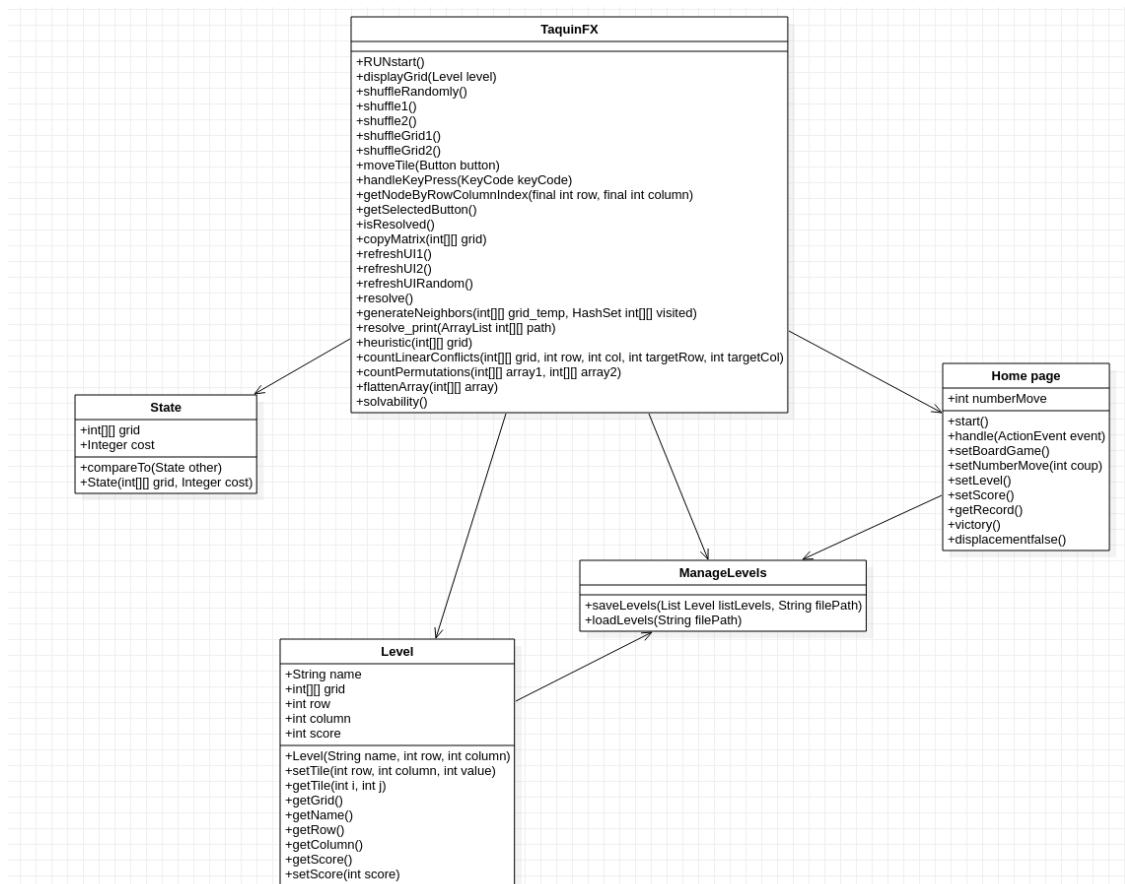 TaquinFX
+RUNstart()
+displayGrid(Level level)
+shuffleRandomly()
+shuffle1()
+shuffle2()
+shuffleGrid1()
+shuffleGrid2()
+moveTile(Button button)
+handleKeyPress(KeyCode keyCode)
+getNodeByRowColumnIndex(final int row, final int column)
+getSelectedButton()
+isResolved()
+copyMatrix(int[][] grid)
+refreshUI1()
+refreshUI2()
+refreshUIRandom()
+resolve()
+generateNeighbors(int[][] grid_temp, HashSet int[][] visited)
+resolve_print(ArrayList int[][] path)
+heuristic(int[][] grid)
+countLinearConflicts(int[][] grid, int row, int col, int targetRow, int targetCol)
+countPermutations(int[][] array1, int[][] array2)
+flattenArray(int[][] array)
+solvability()
State
+int[][] grid
+Integer cost
+compareTo(State other)
+State(int[][] grid, Integer cost)
Home page
+int numberMove
+start()
+handle(ActionEvent event)
+setBoardGame()
+setNumberMove(int coup)
+setLevel()
+setScore()
+getRecord()
+victory()
+displacementfalse()
ManageLevels
+saveLevels(List Level listLevels, String filePath)
+loadLevels(String filePath)
Level
+String name
+int[][] grid
+int row
+int column
+int score
+Level(String name, int row, int column)
+setTile(int row, int column, int value)
+getTile(int i, int j)
+getGrid()
+getName()
+getRow()
+getColumn()
+getScore()
+setScore(int score)